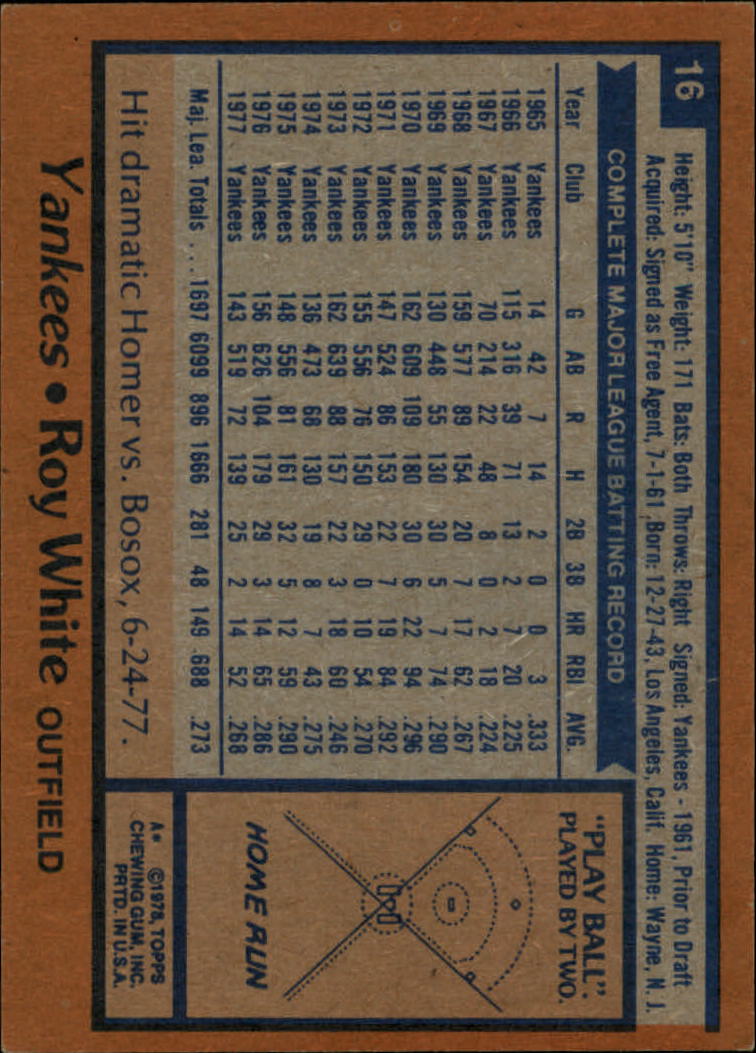 16
Height: 5'10" Weight: 171 Bats: Both Throws: Right Signed: Yankees - 1961, Prior to Draft
Acquired: Signed as Free Agent, 7-1-61 Born: 12-27-43, Los Angeles, Calif. Home: Wayne, N. J.
COMPLETE MAJOR LEAGUE BATTING RECORD
Year Club G AB R H 2B 3B HR RBI AVG.
1965 Yankees 14 42 7 14 2 0 0 3 .333
1966 Yankees 115 316 39 71 13 2 7 20 .225
1967 Yankees 70 214 22 48 8 0 2 18 .224
1968 Yankees 159 577 89 154 20 7 17 62 .267
1969 Yankees 130 448 55 130 30 5 7 74 .290
1970 Yankees 162 609 109 180 30 6 22 94 .296
1971 Yankees 147 524 86 153 22 7 19 84 .292
1972 Yankees 155 556 76 150 29 0 10 54 .270
1973 Yankees 162 639 88 157 22 3 18 60 .246
1974 Yankees 136 473 68 130 19 8 7 43 .275
1975 Yankees 148 556 81 161 32 5 12 59 .290
1976 Yankees 156 626 104 179 29 3 14 65 .286
1977 Yankees 143 519 72 139 25 2 14 52 .268
Maj. Lea. Totals . . . 1697 6099 896 1666 281 48 149 688 .273
Hit dramatic Homer vs. Bosox, 6-24-77.
"PLAY BALL".
PLAYED BY TWO.
HOME RUN
A* ©1978, TOPPS
CHEWING GUM, INC.
PRTD. IN U.S.A.
Yankees • Roy White OUTFIELD